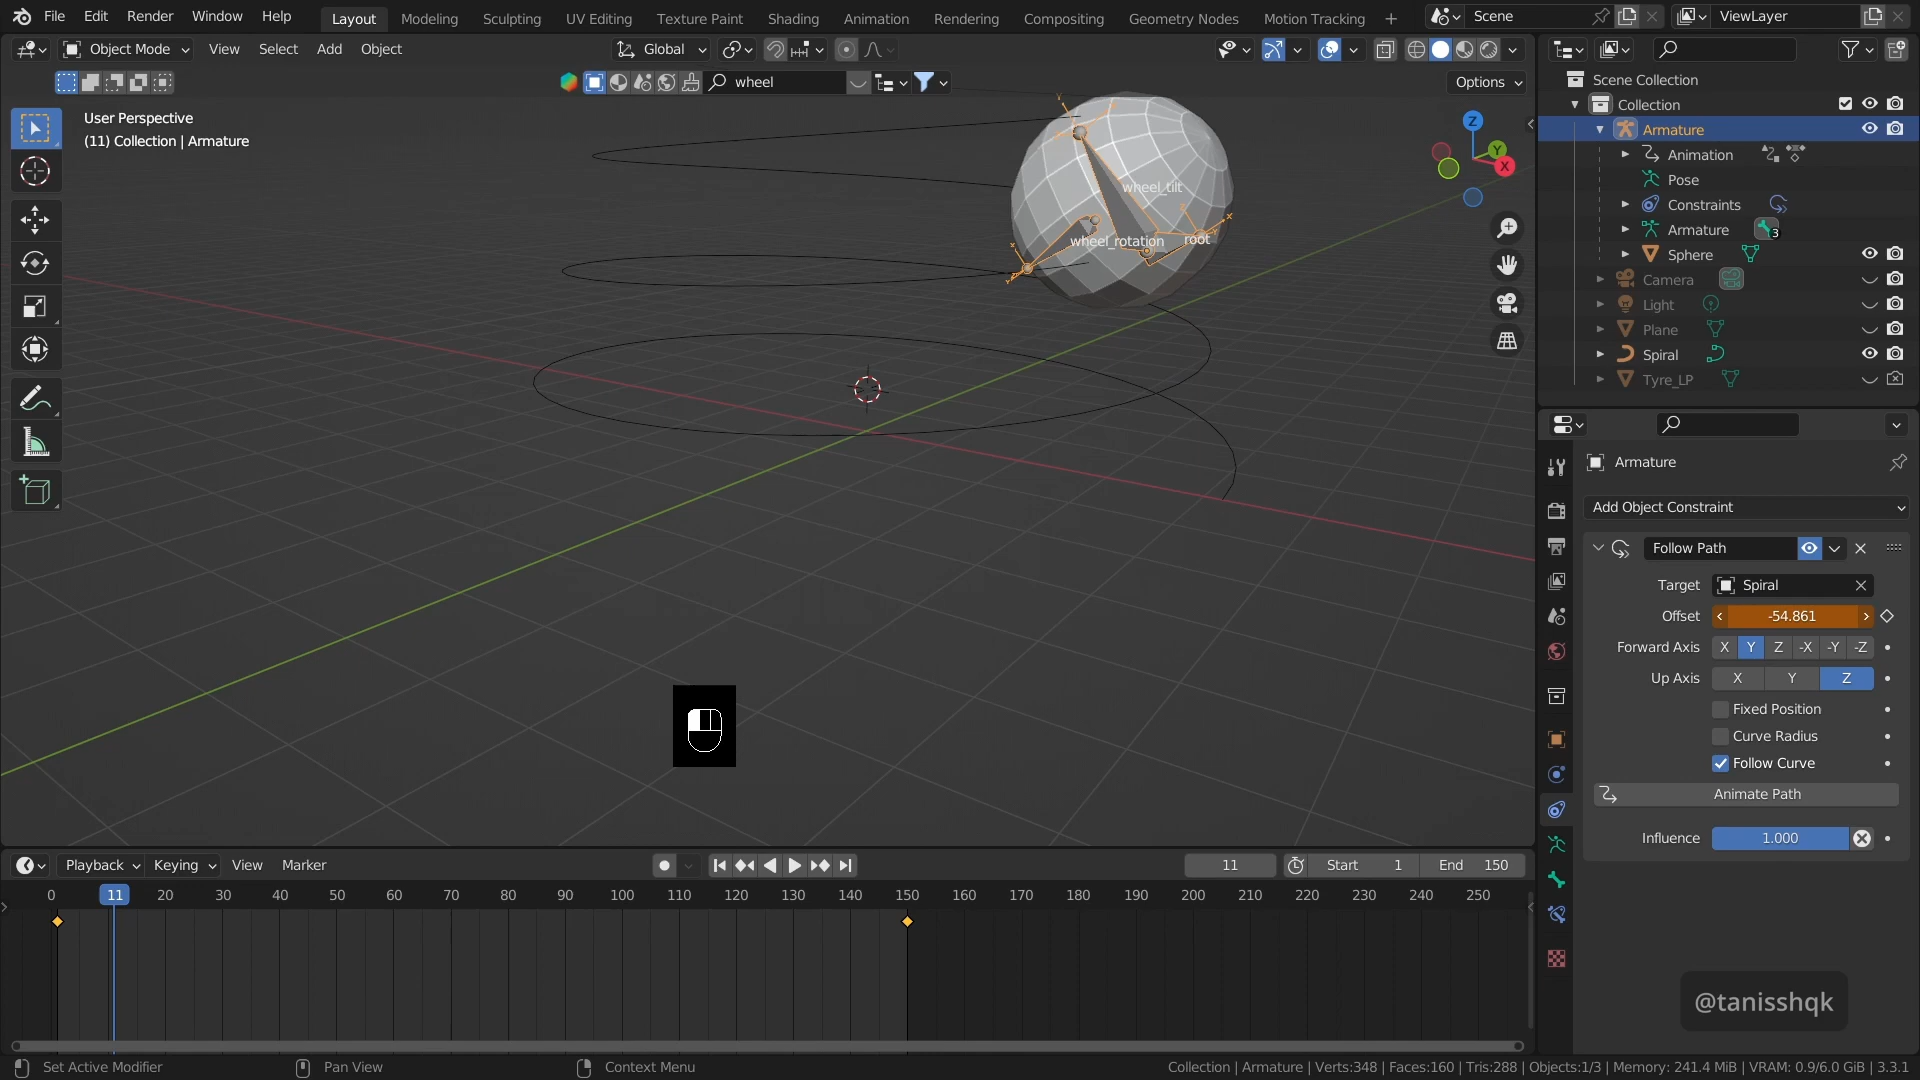 File Edit Render Window Help Layout Modeling Sculpting UV Editing Texture Paint Shading Animation Rendering Compositing Geometry Nodes Motion Tracking + Scene ViewLayer
Object Mode View Select Add Object Global
wheel Options
User Perspective
(11) Collection | Armature
Z
Y
X
wheel_tilt
wheel_rotation
root
Scene Collection
Collection
Armature
Animation
Pose
Constraints
Armature 3
Sphere
Camera
Light
Plane
Spiral
Tyre_LP
Armature
Add Object Constraint
Follow Path
Target Spiral
Offset -54.861
Forward Axis X Y Z -X -Y -Z
Up Axis X Y Z
Fixed Position
Curve Radius
Follow Curve
Animate Path
Influence 1.000
Playback Keying View Marker 11 Start 1 End 150
0 11 20 30 40 50 60 70 80 90 100 110 120 130 140 150 160 170 180 190 200 210 220 230 240 250
@tanisshqk
Set Active Modifier Pan View Context Menu Collection | Armature | Verts:348 | Faces:160 | Tris:288 | Objects:1/3 | Memory: 241.4 MiB | VRAM: 0.9/6.0 GiB | 3.3.1